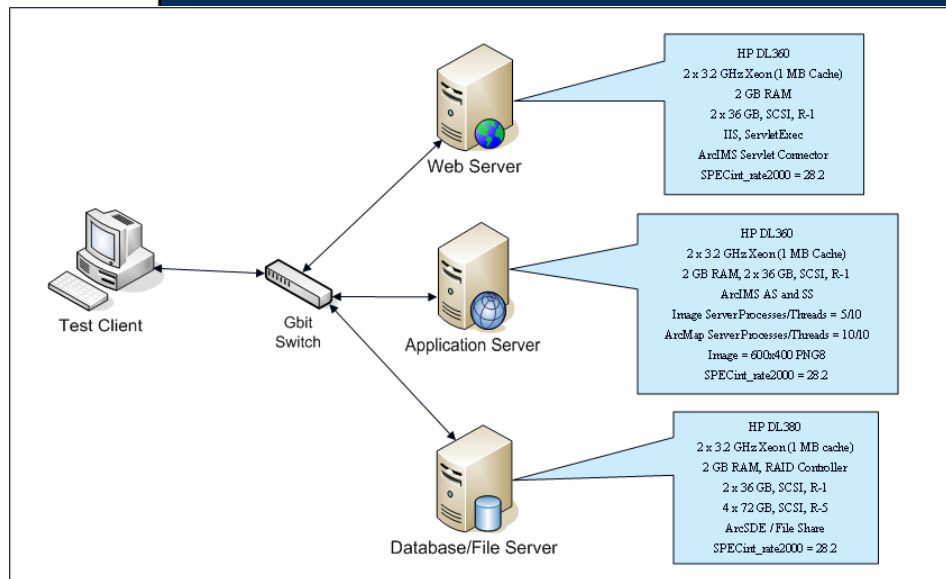 HP DL360
2 x 3.2 GHz Xeon (1 MB Cache)
2 GB RAM
2 x 36 GB, SCSI, R-1
IIS, ServletExec
ArcIMS Servlet Connector
SPECint_rate2000 = 28.2
Web Server
HP DL360
2 x 3.2 GHz Xeon (1 MB Cache)
2 GB RAM, 2 x 36 GB, SCSI, R-1
ArcIMS AS and SS
Image Server Processes/Threads = 5/10
ArcMap Server Processes/Threads = 10/10
Image = 600x400 PNG8
SPECint_rate2000 = 28.2
Test Client
Gbit
Switch
Application Server
HP DL380
2 x 3.2 GHz Xeon (1 MB cache)
2 GB RAM, RAID Controller
2 x 36 GB, SCSI, R-1
4 x 72 GB, SCSI, R-5
ArcSDE / File Share
SPECint_rate2000 = 28.2
Database/File Server